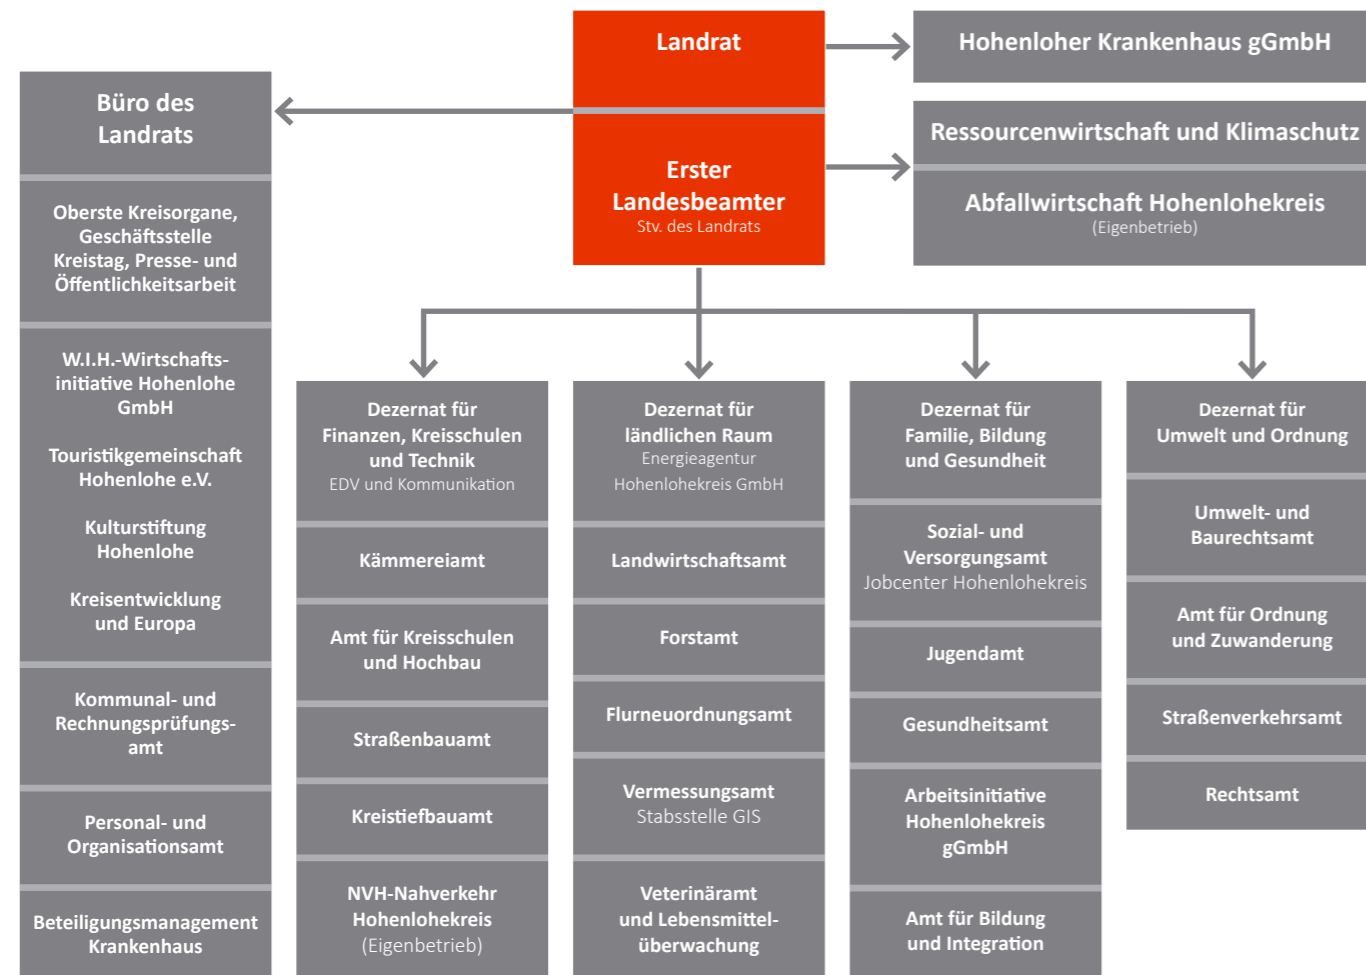 Landrat
Erster
Landesbeamter
Stv. des Landrats
Hohenloher Krankenhaus gGmbH
Ressourcenwirtschaft und Klimaschutz
Abfallwirtschaft Hohenlohekreis
(Eigenbetrieb)
Büro des
Landrats
Oberste Kreisorgane,
Geschäftsstelle
Kreistag, Presse- und
Öffentlichkeitsarbeit
W.I.H.-Wirtschafts-
initiative Hohenlohe
GmbH
Touristikgemeinschaft
Hohenlohe e.V.
Kulturstiftung
Hohenlohe
Kreisentwicklung
und Europa
Kommunal- und
Rechnungsprüfungs-
amt
Personal- und
Organisationsamt
Beteiligungsmanagement
Krankenhaus
Dezernat für
Finanzen, Kreisschulen
und Technik
EDV und Kommunikation
Kämmereiamt
Amt für Kreisschulen
und Hochbau
Straßenbauamt
Kreistiefbauamt
NVH-Nahverkehr
Hohenlohekreis
(Eigenbetrieb)
Dezernat für
ländlichen Raum
Energieagentur
Hohenlohekreis GmbH
Landwirtschaftsamt
Forstamt
Flurneuordnungsamt
Vermessungsamt
Stabsstelle GIS
Veterinäramt
und Lebensmittel-
überwachung
Dezernat für
Familie, Bildung
und Gesundheit
Sozial- und
Versorgungsamt
Jobcenter Hohenlohekreis
Jugendamt
Gesundheitsamt
Arbeitsinitiative
Hohenlohekreis
gGmbH
Amt für Bildung
und Integration
Dezernat für
Umwelt und Ordnung
Umwelt- und
Baurechtsamt
Amt für Ordnung
und Zuwanderung
Straßenverkehrsamt
Rechtsamt